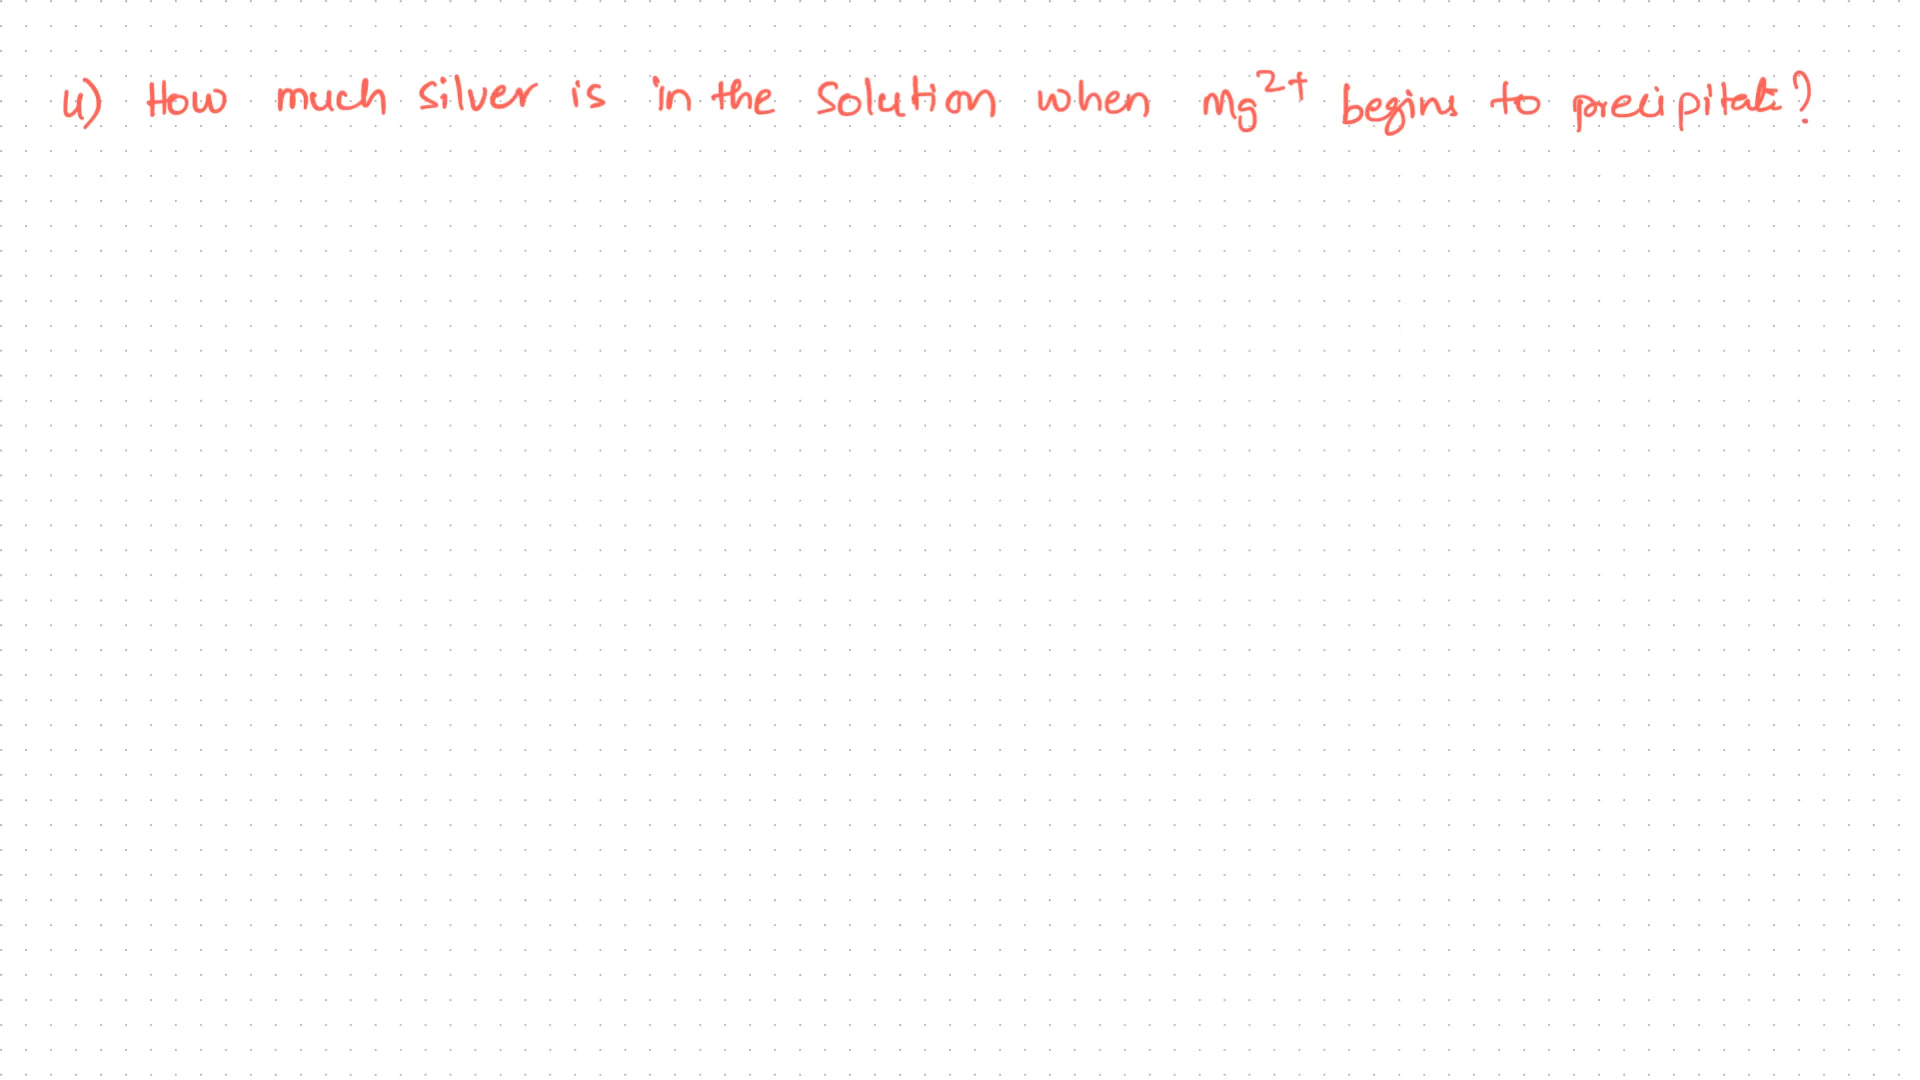 4) How much silver is in the solution when Mg²⁺ begins to precipitate?